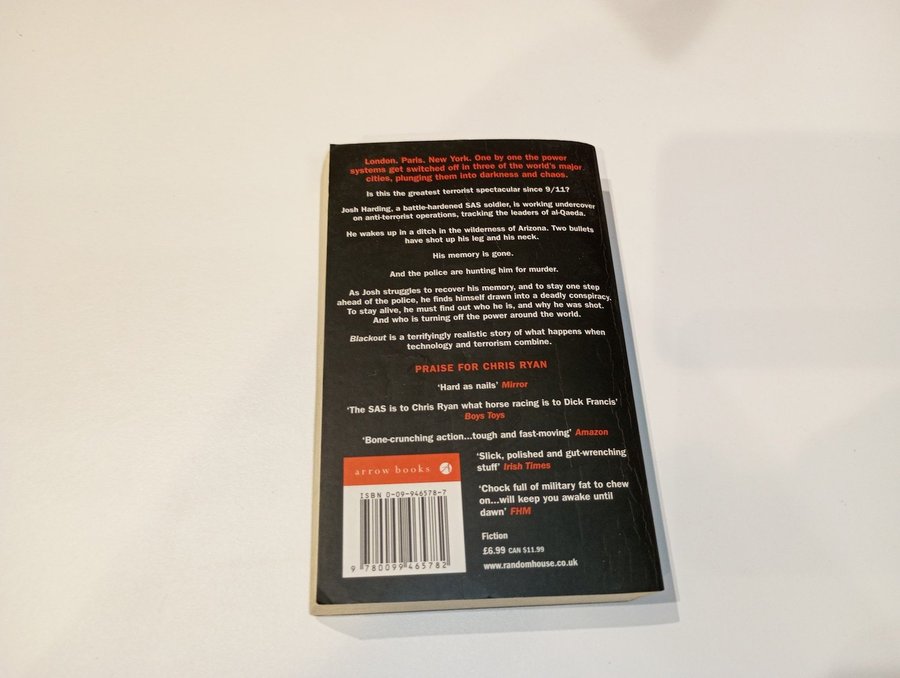 London. Paris. New York. One by one the power
systems get switched off in three of the world's major
cities, plunging them into darkness and chaos.
Is this the greatest terrorist spectacular since 9/11?
Josh Harding, a battle-hardened SAS soldier, is working undercover
on anti-terrorist operations, tracking the leaders of al-Qaeda.
He wakes up in a ditch in the wilderness of Arizona. Two bullets
have shot up his leg and his neck.
His memory is gone.
And the police are hunting him for murder.
As Josh struggles to recover his memory, and to stay one step
ahead of the police, he finds himself drawn into a deadly conspiracy.
To stay alive, he must find out who he is, and why he was shot.
And who is turning off the power around the world.
Blackout is a terrifyingly realistic story of what happens when
technology and terrorism combine.
PRAISE FOR CHRIS RYAN
'Hard as nails' Mirror
'The SAS is to Chris Ryan what horse racing is to Dick Francis'
Boys Toys
'Bone-crunching action...tough and fast-moving' Amazon
'Slick, polished and gut-wrenching
stuff' Irish Times
'Chock full of military fat to chew
on...will keep you awake until
dawn' FHM
arrow books
ISBN 0-09-946578-7
9 780099 465782
Fiction
£6.99 CAN $11.99
www.randomhouse.co.uk